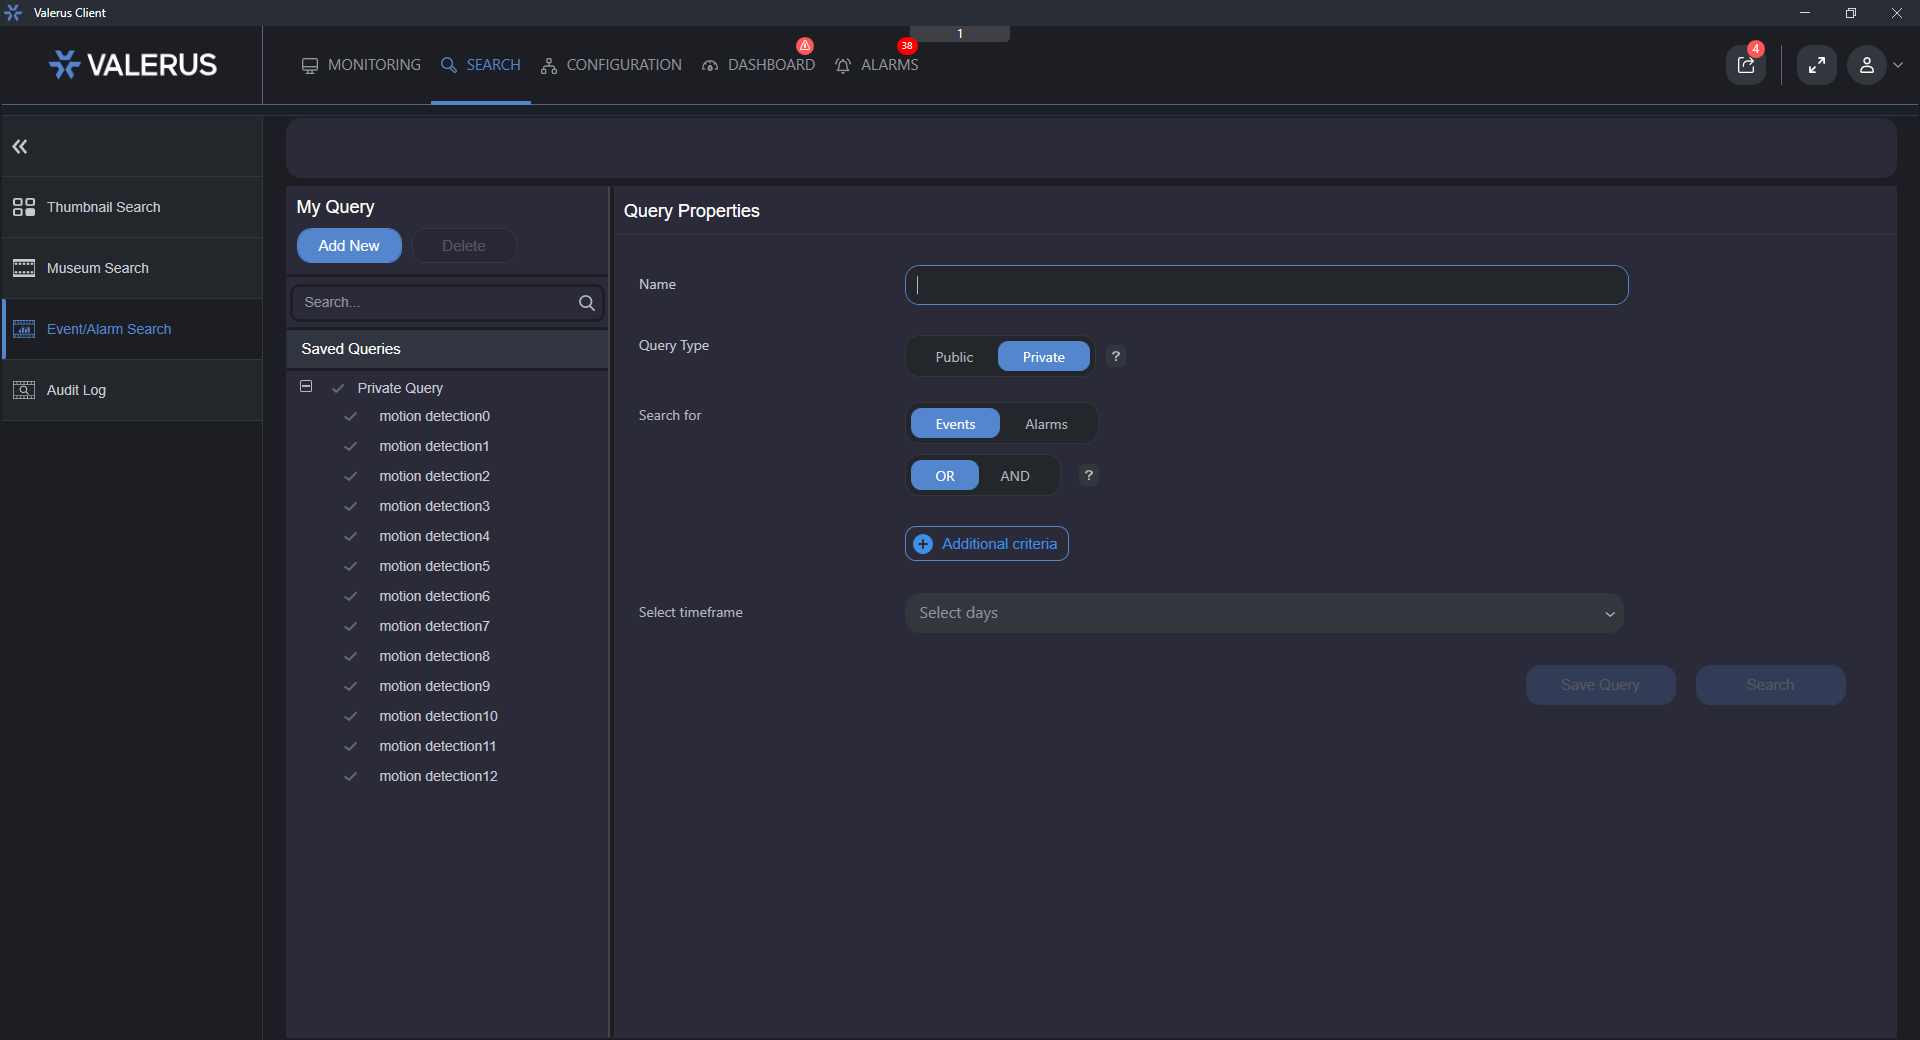 Valerus Client
1
VALERUS
MONITORING
SEARCH
CONFIGURATION
DASHBOARD
38
ALARMS
4
Thumbnail Search
Museum Search
Event/Alarm Search
Audit Log
My Query
Add New
Delete
Search...
Saved Queries
Private Query
motion detection0
motion detection1
motion detection2
motion detection3
motion detection4
motion detection5
motion detection6
motion detection7
motion detection8
motion detection9
motion detection10
motion detection11
motion detection12
Query Properties
Name
Query Type
Public
Private
?
Search for
Events
Alarms
OR
AND
?
Additional criteria
Select timeframe
Select days
Save Query
Search